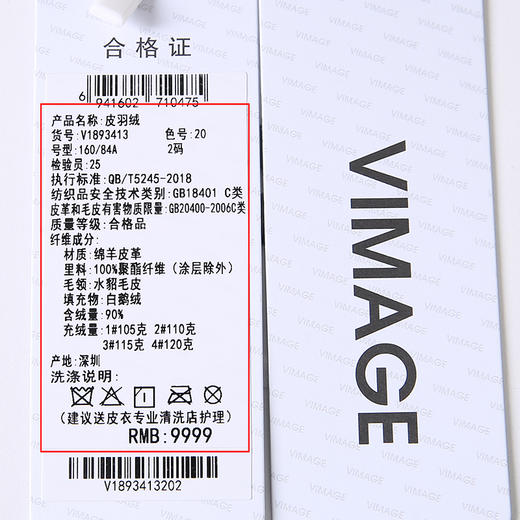 合格证
6 941602 710475
产品名称: 皮羽绒
货号: V1893413 色号: 20
号型: 160/84A 2码
检验员: 25
执行标准: QB/T5245-2018
纺织品安全技术类别: GB18401 C类
皮革和毛皮有害物质限量: GB20400-2006C类
质量等级: 合格品
纤维成分:
材质: 绵羊皮革
里料: 100%聚酯纤维 (涂层除外)
毛领: 水貂毛皮
填充物: 白鹅绒
含绒量: 90%
充绒量: 1#105克 2#110克
3#115克 4#120克
产地: 深圳
洗涤说明:
(建议送皮衣专业清洗店护理)
RMB: 9999
V1893413202
VIMAGE